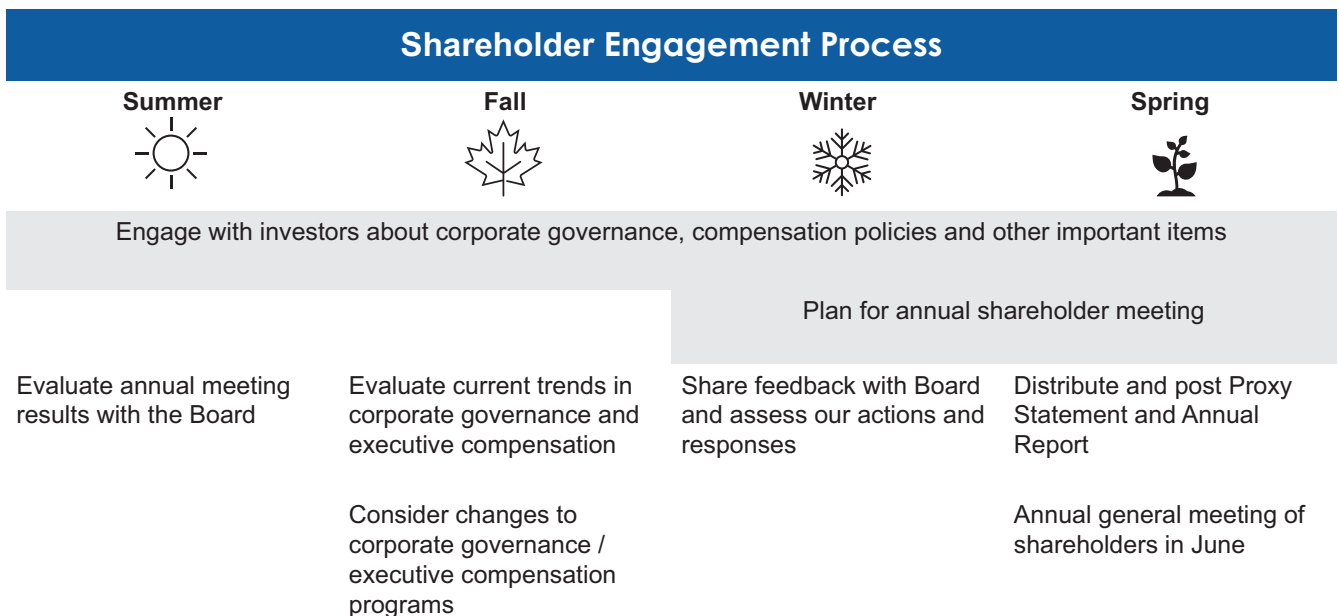 Shareholder Engagement Process
Summer
Fall
Winter
Spring
Engage with investors about corporate governance, compensation policies and other important items
Plan for annual shareholder meeting
Evaluate annual meeting
results with the Board
Evaluate current trends in
corporate governance and
executive compensation
Consider changes to
corporate governance /
executive compensation
programs
Share feedback with Board
and assess our actions and
responses
Distribute and post Proxy
Statement and Annual
Report
Annual general meeting of
shareholders in June